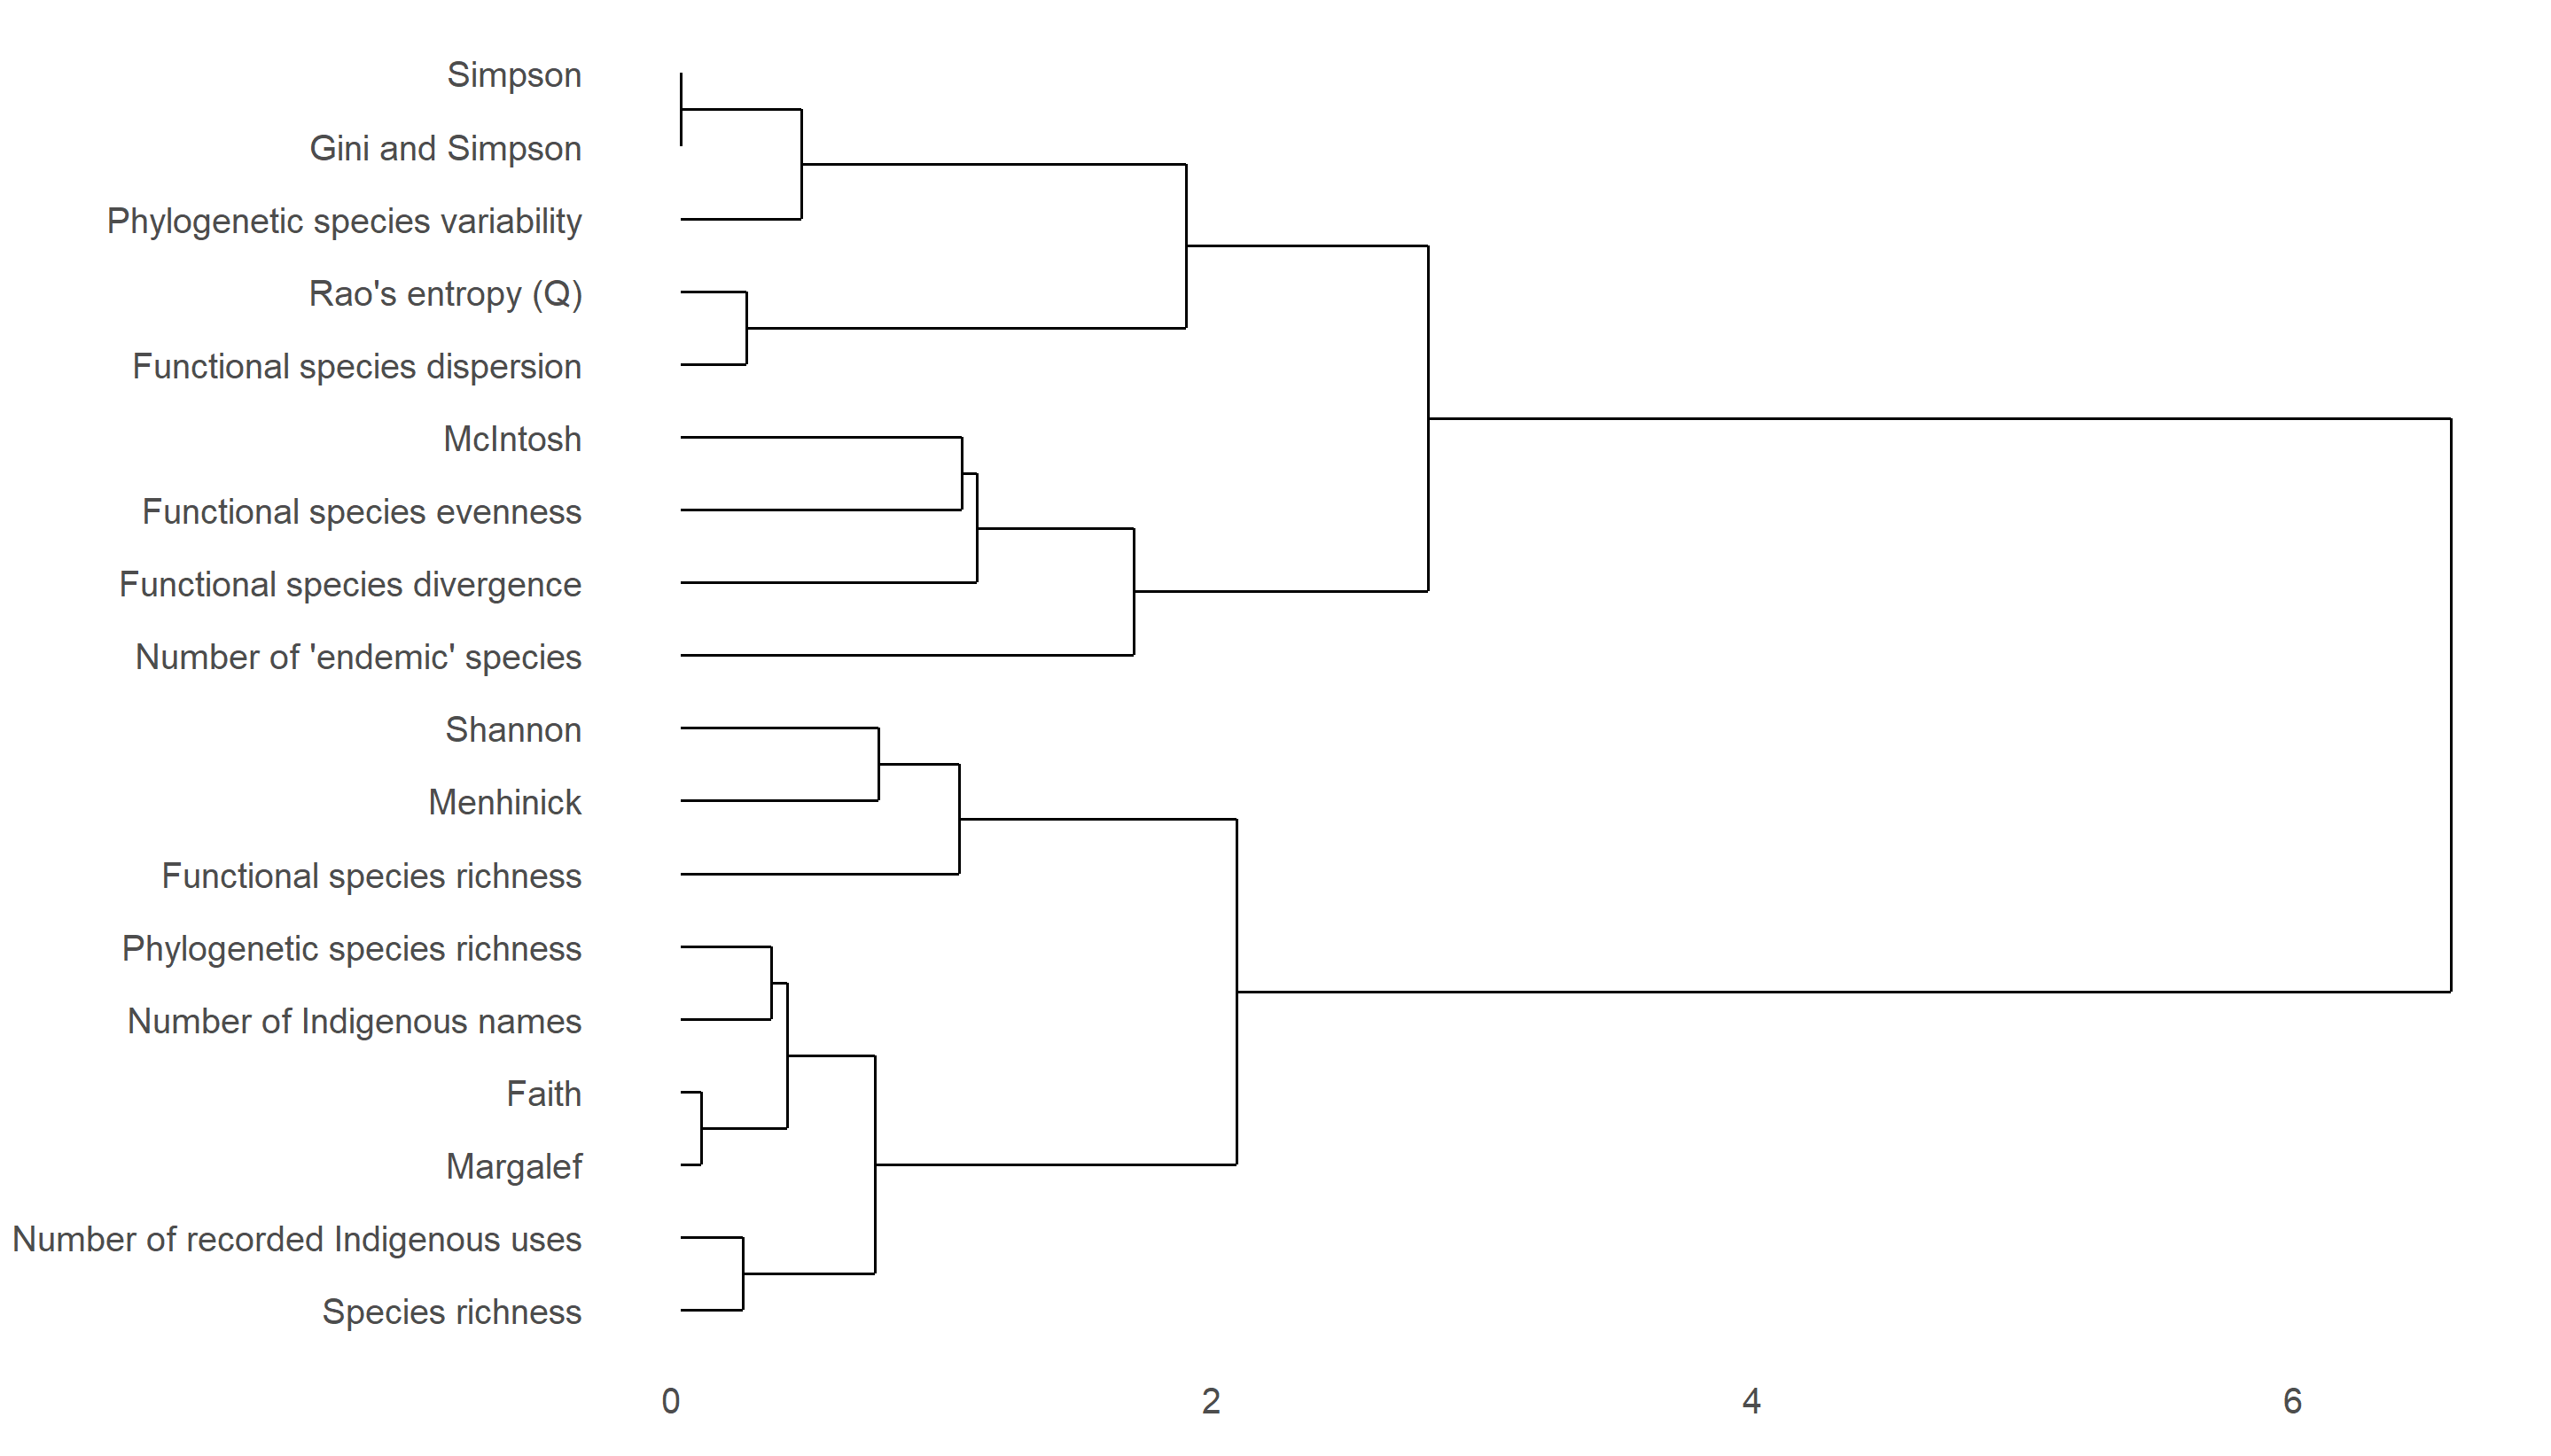 Simpson
Gini and Simpson
Phylogenetic species variability
Rao's entropy (Q)
Functional species dispersion
McIntosh
Functional species evenness
Functional species divergence
Number of 'endemic' species
Shannon
Menhinick
Functional species richness
Phylogenetic species richness
Number of Indigenous names
Faith
Margalef
Number of recorded Indigenous uses
Species richness
0 2 4 6